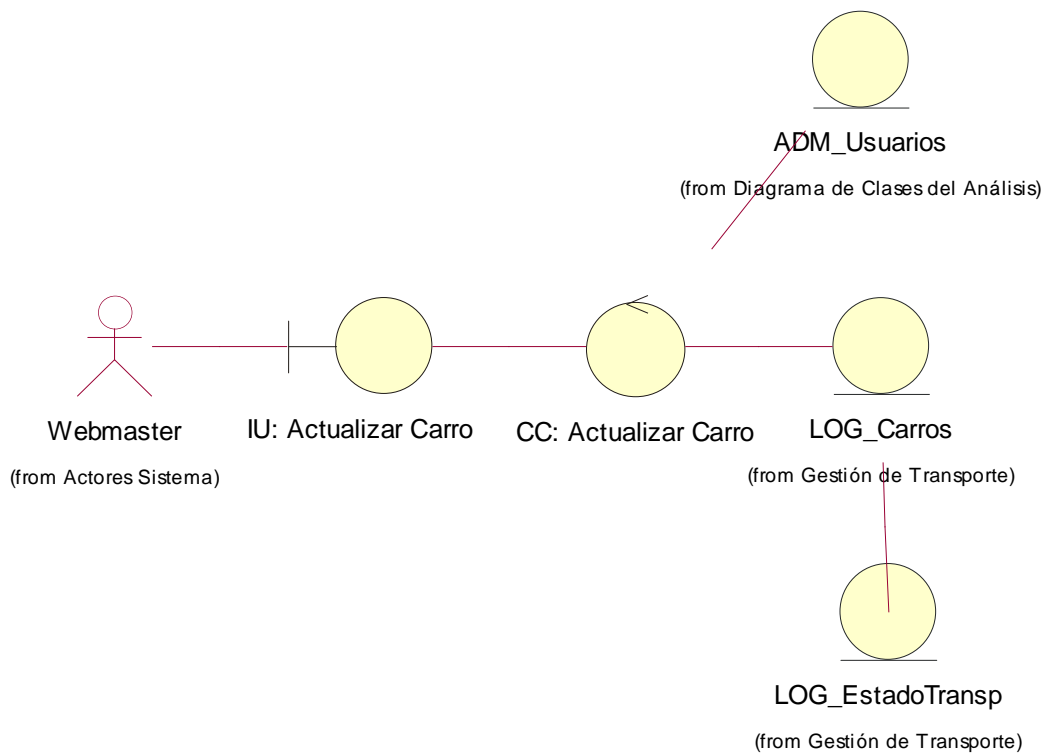 ADM_Usuarios
(from Diagrama de Clases del Análisis)
Webmaster
(from Actores Sistema)
IU: Actualizar Carro
CC: Actualizar Carro
LOG_Carros
(from Gestión de Transporte)
LOG_EstadoTransp
(from Gestión de Transporte)